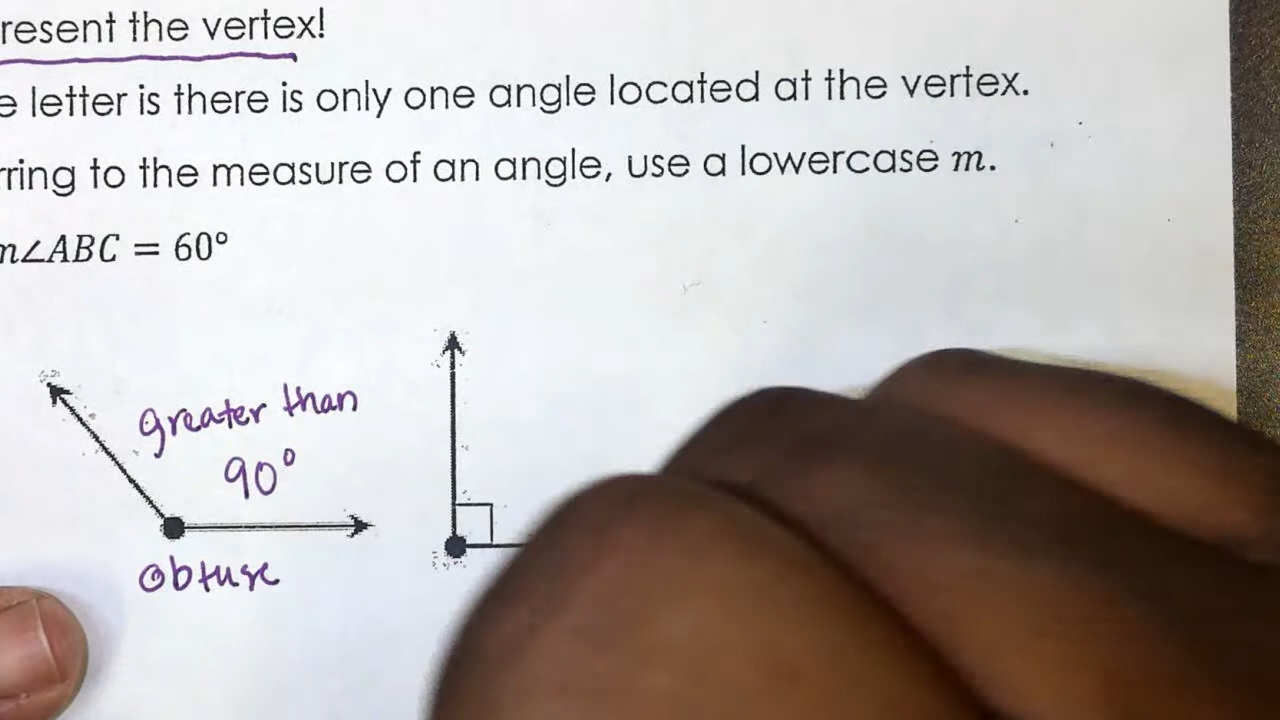 resent the vertex!
e letter is there is only one angle located at the vertex.
rring to the measure of an angle, use a lowercase m.
m∠ABC = 60°
greater than
90°
obtuse